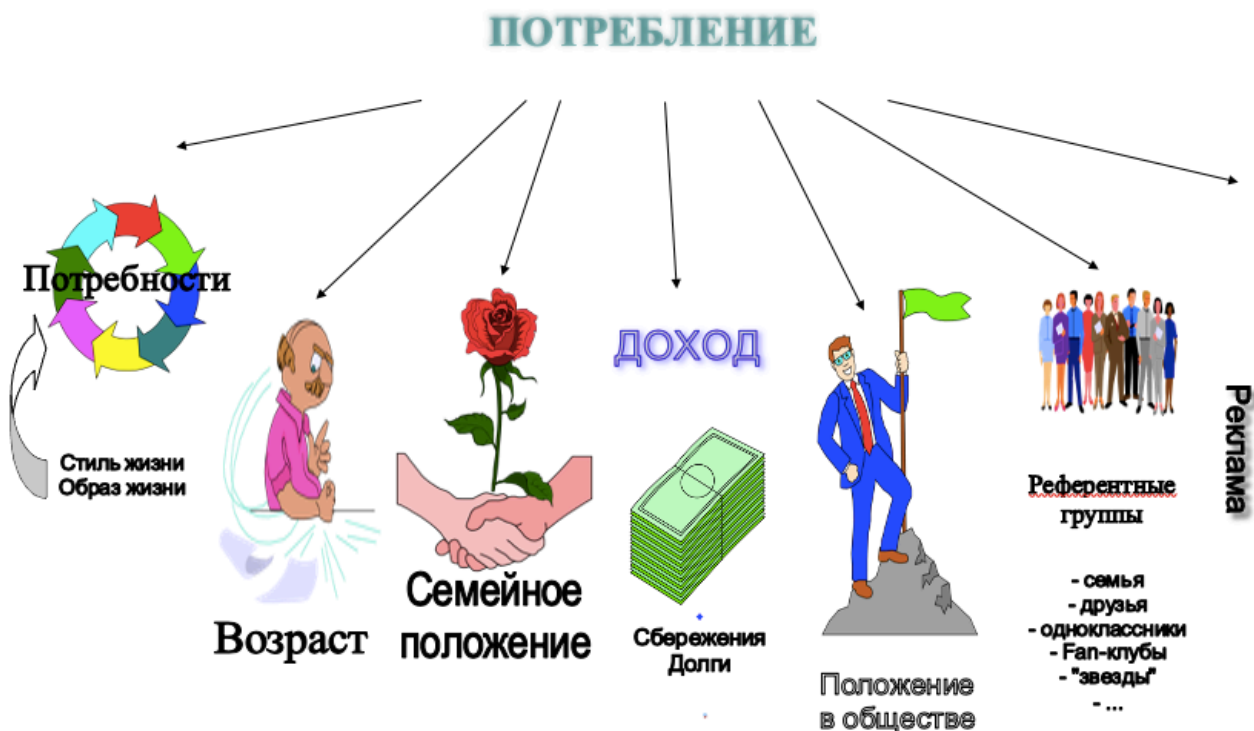 ПОТРЕБЛЕНИЕ
Потребности
Стиль жизни
Образ жизни
Возраст
Семейное
положение
ДОХОД
Сбережения
Долги
Положение
в обществе
Референтные
группы
- семья
- друзья
- одноклассники
- Fan-клубы
- "звезды"
- ...
Реклама